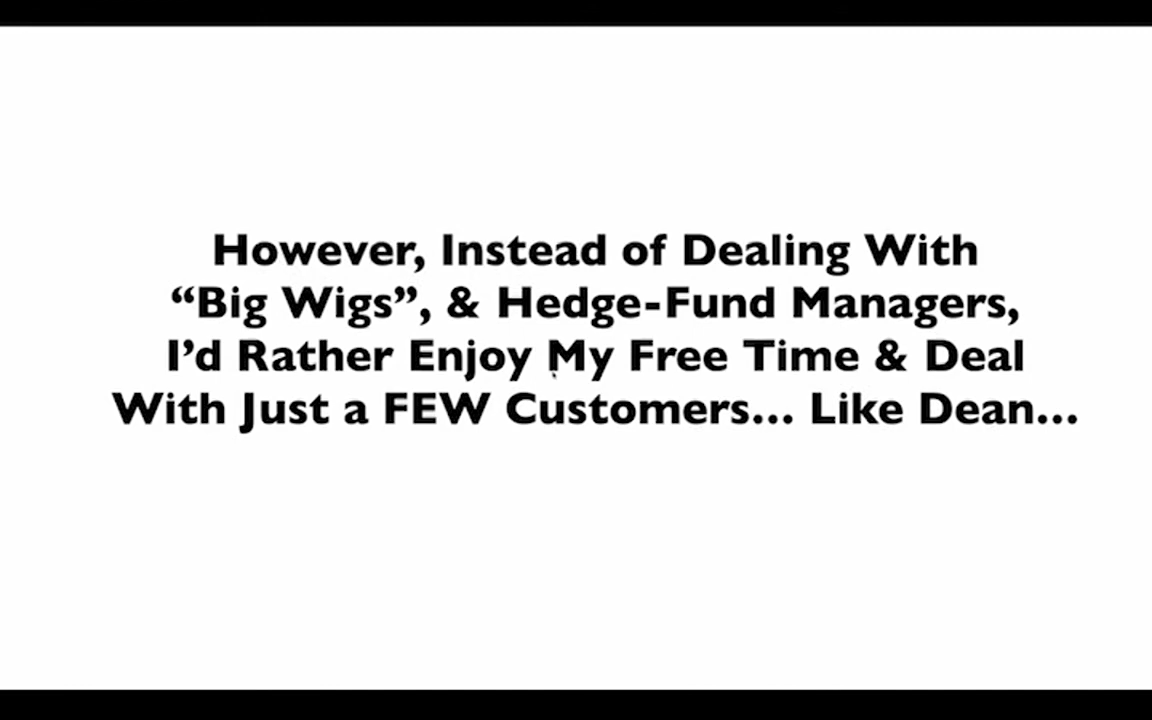 However, Instead of Dealing With
“Big Wigs”, & Hedge-Fund Managers,
I’d Rather Enjoy My Free Time & Deal
With Just a FEW Customers... Like Dean...